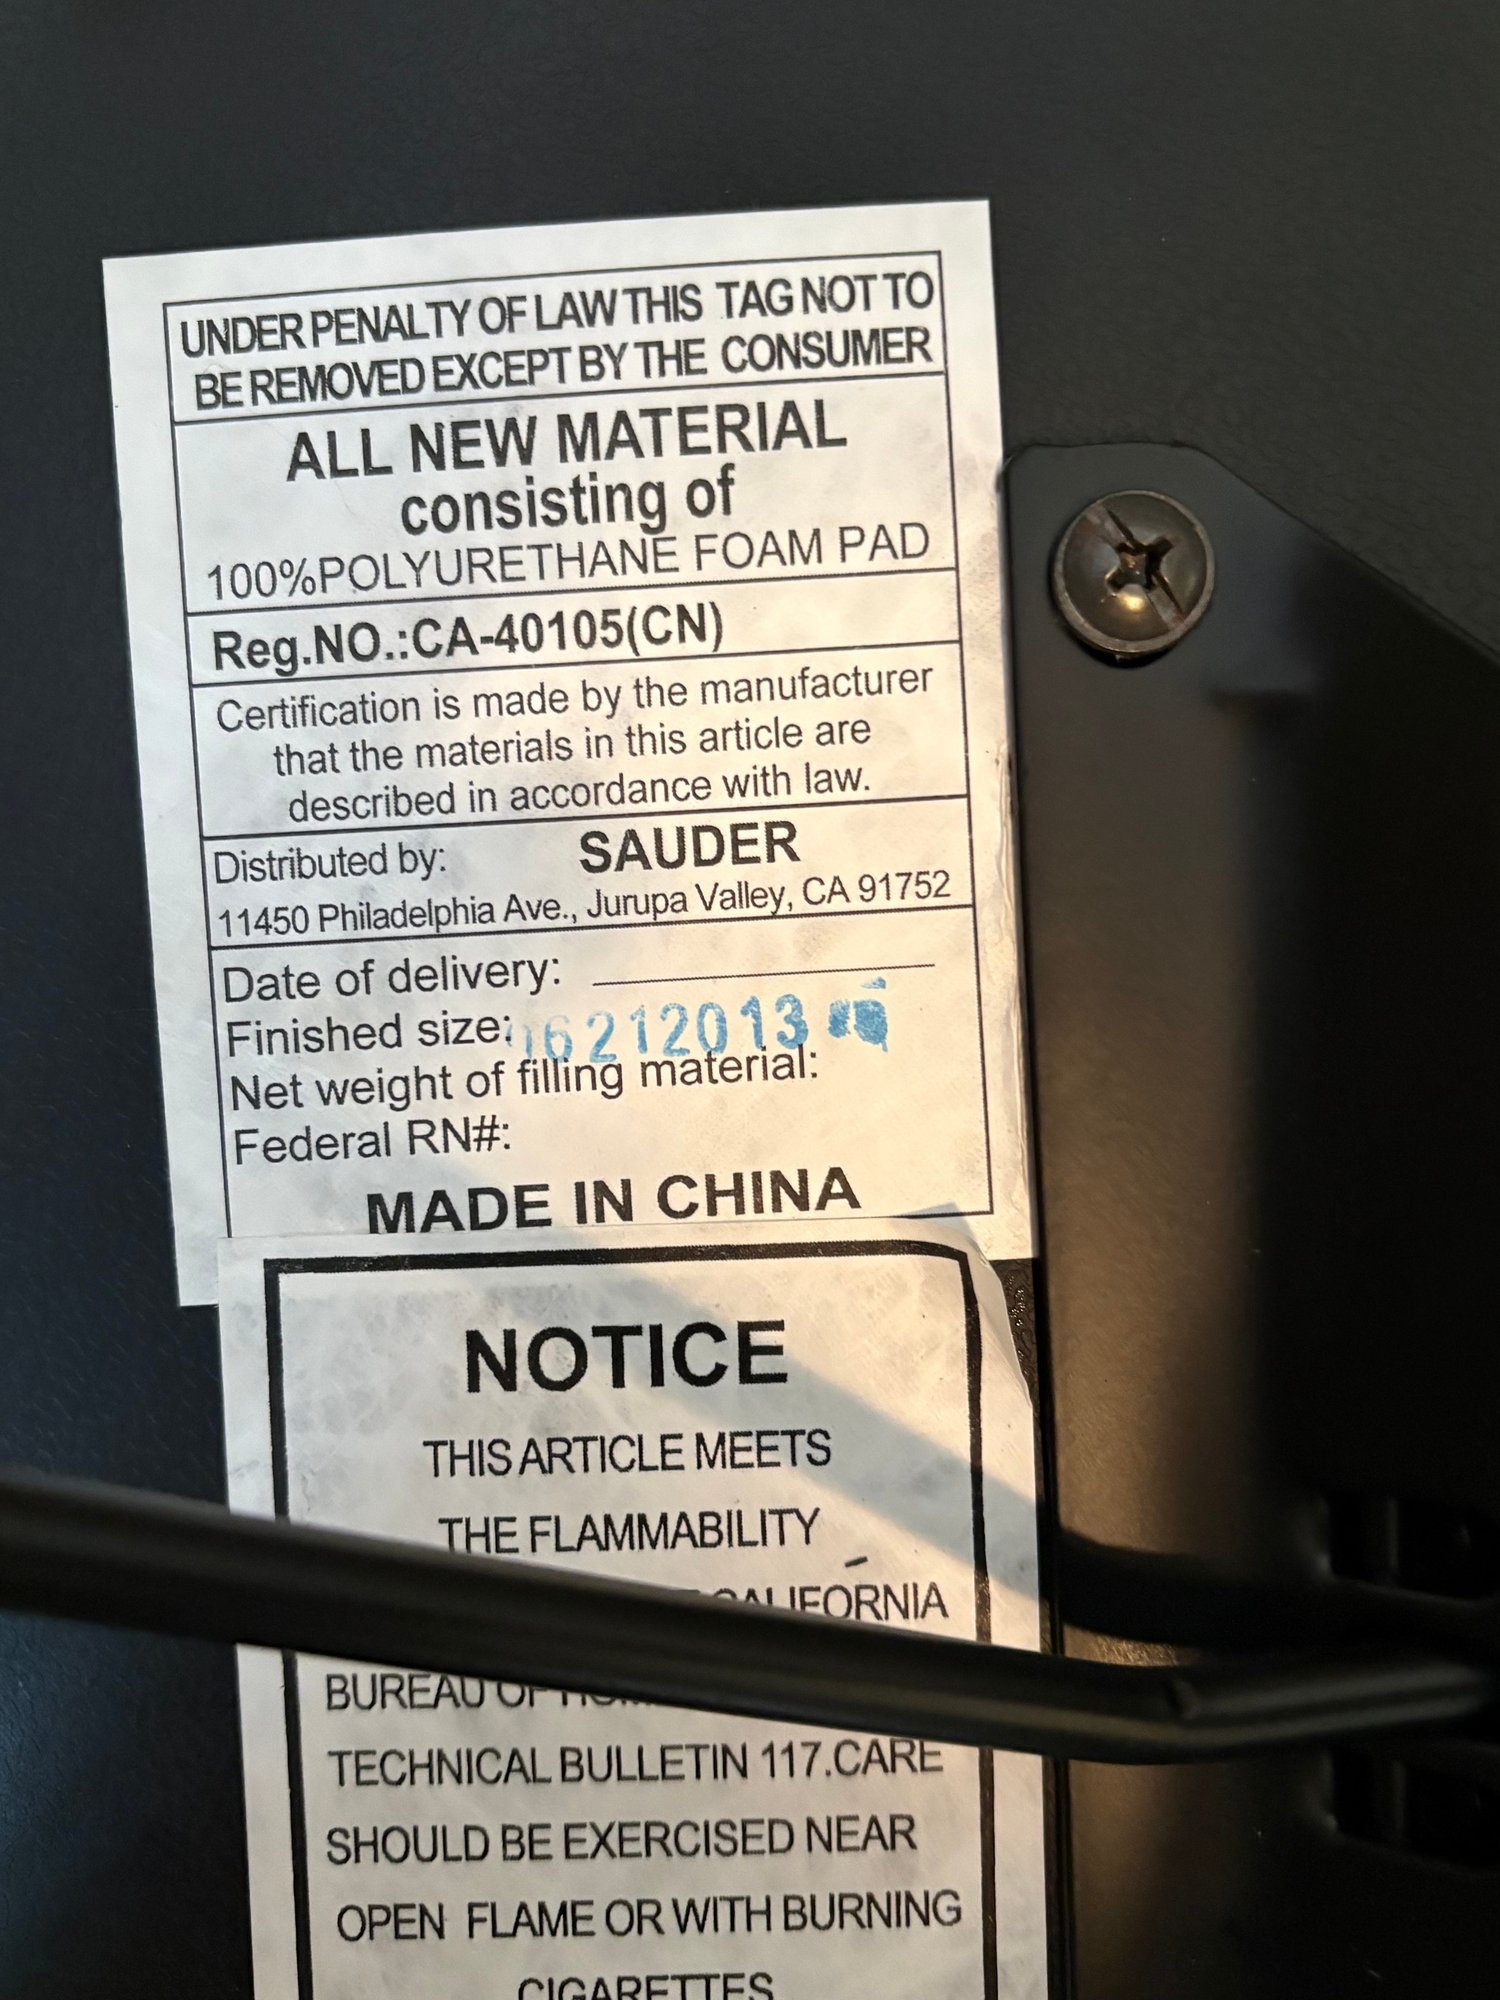 UNDER PENALTY OF LAW THIS TAG NOT TO
BE REMOVED EXCEPT BY THE CONSUMER
ALL NEW MATERIAL
consisting of
100%POLYURETHANE FOAM PAD
Reg.NO.:CA-40105(CN)
Certification is made by the manufacturer
that the materials in this article are
described in accordance with law.
Distributed by: SAUDER
11450 Philadelphia Ave., Jurupa Valley, CA 91752
Date of delivery:
Finished size: 06212013
Net weight of filling material:
Federal RN#:
MADE IN CHINA
NOTICE
THIS ARTICLE MEETS
THE FLAMMABILITY
CALIFORNIA
BUREAU OF
TECHNICAL BULLETIN 117.CARE
SHOULD BE EXERCISED NEAR
OPEN FLAME OR WITH BURNING
CIGARETTES